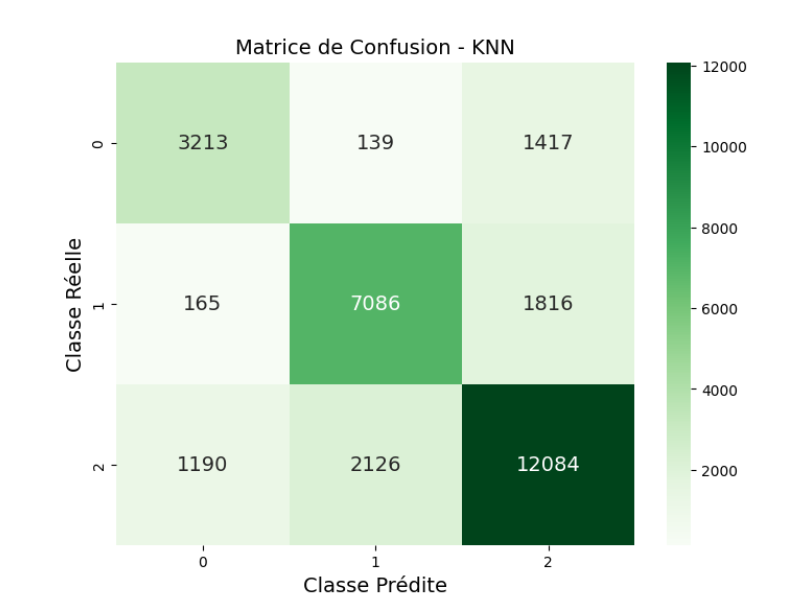 Matrice de Confusion - KNN
12000
10000
8000
6000
4000
2000
Classe Réelle
0
3213 139 1417
1
165 7086 1816
2
1190 2126 12084
0 1 2
Classe Prédite